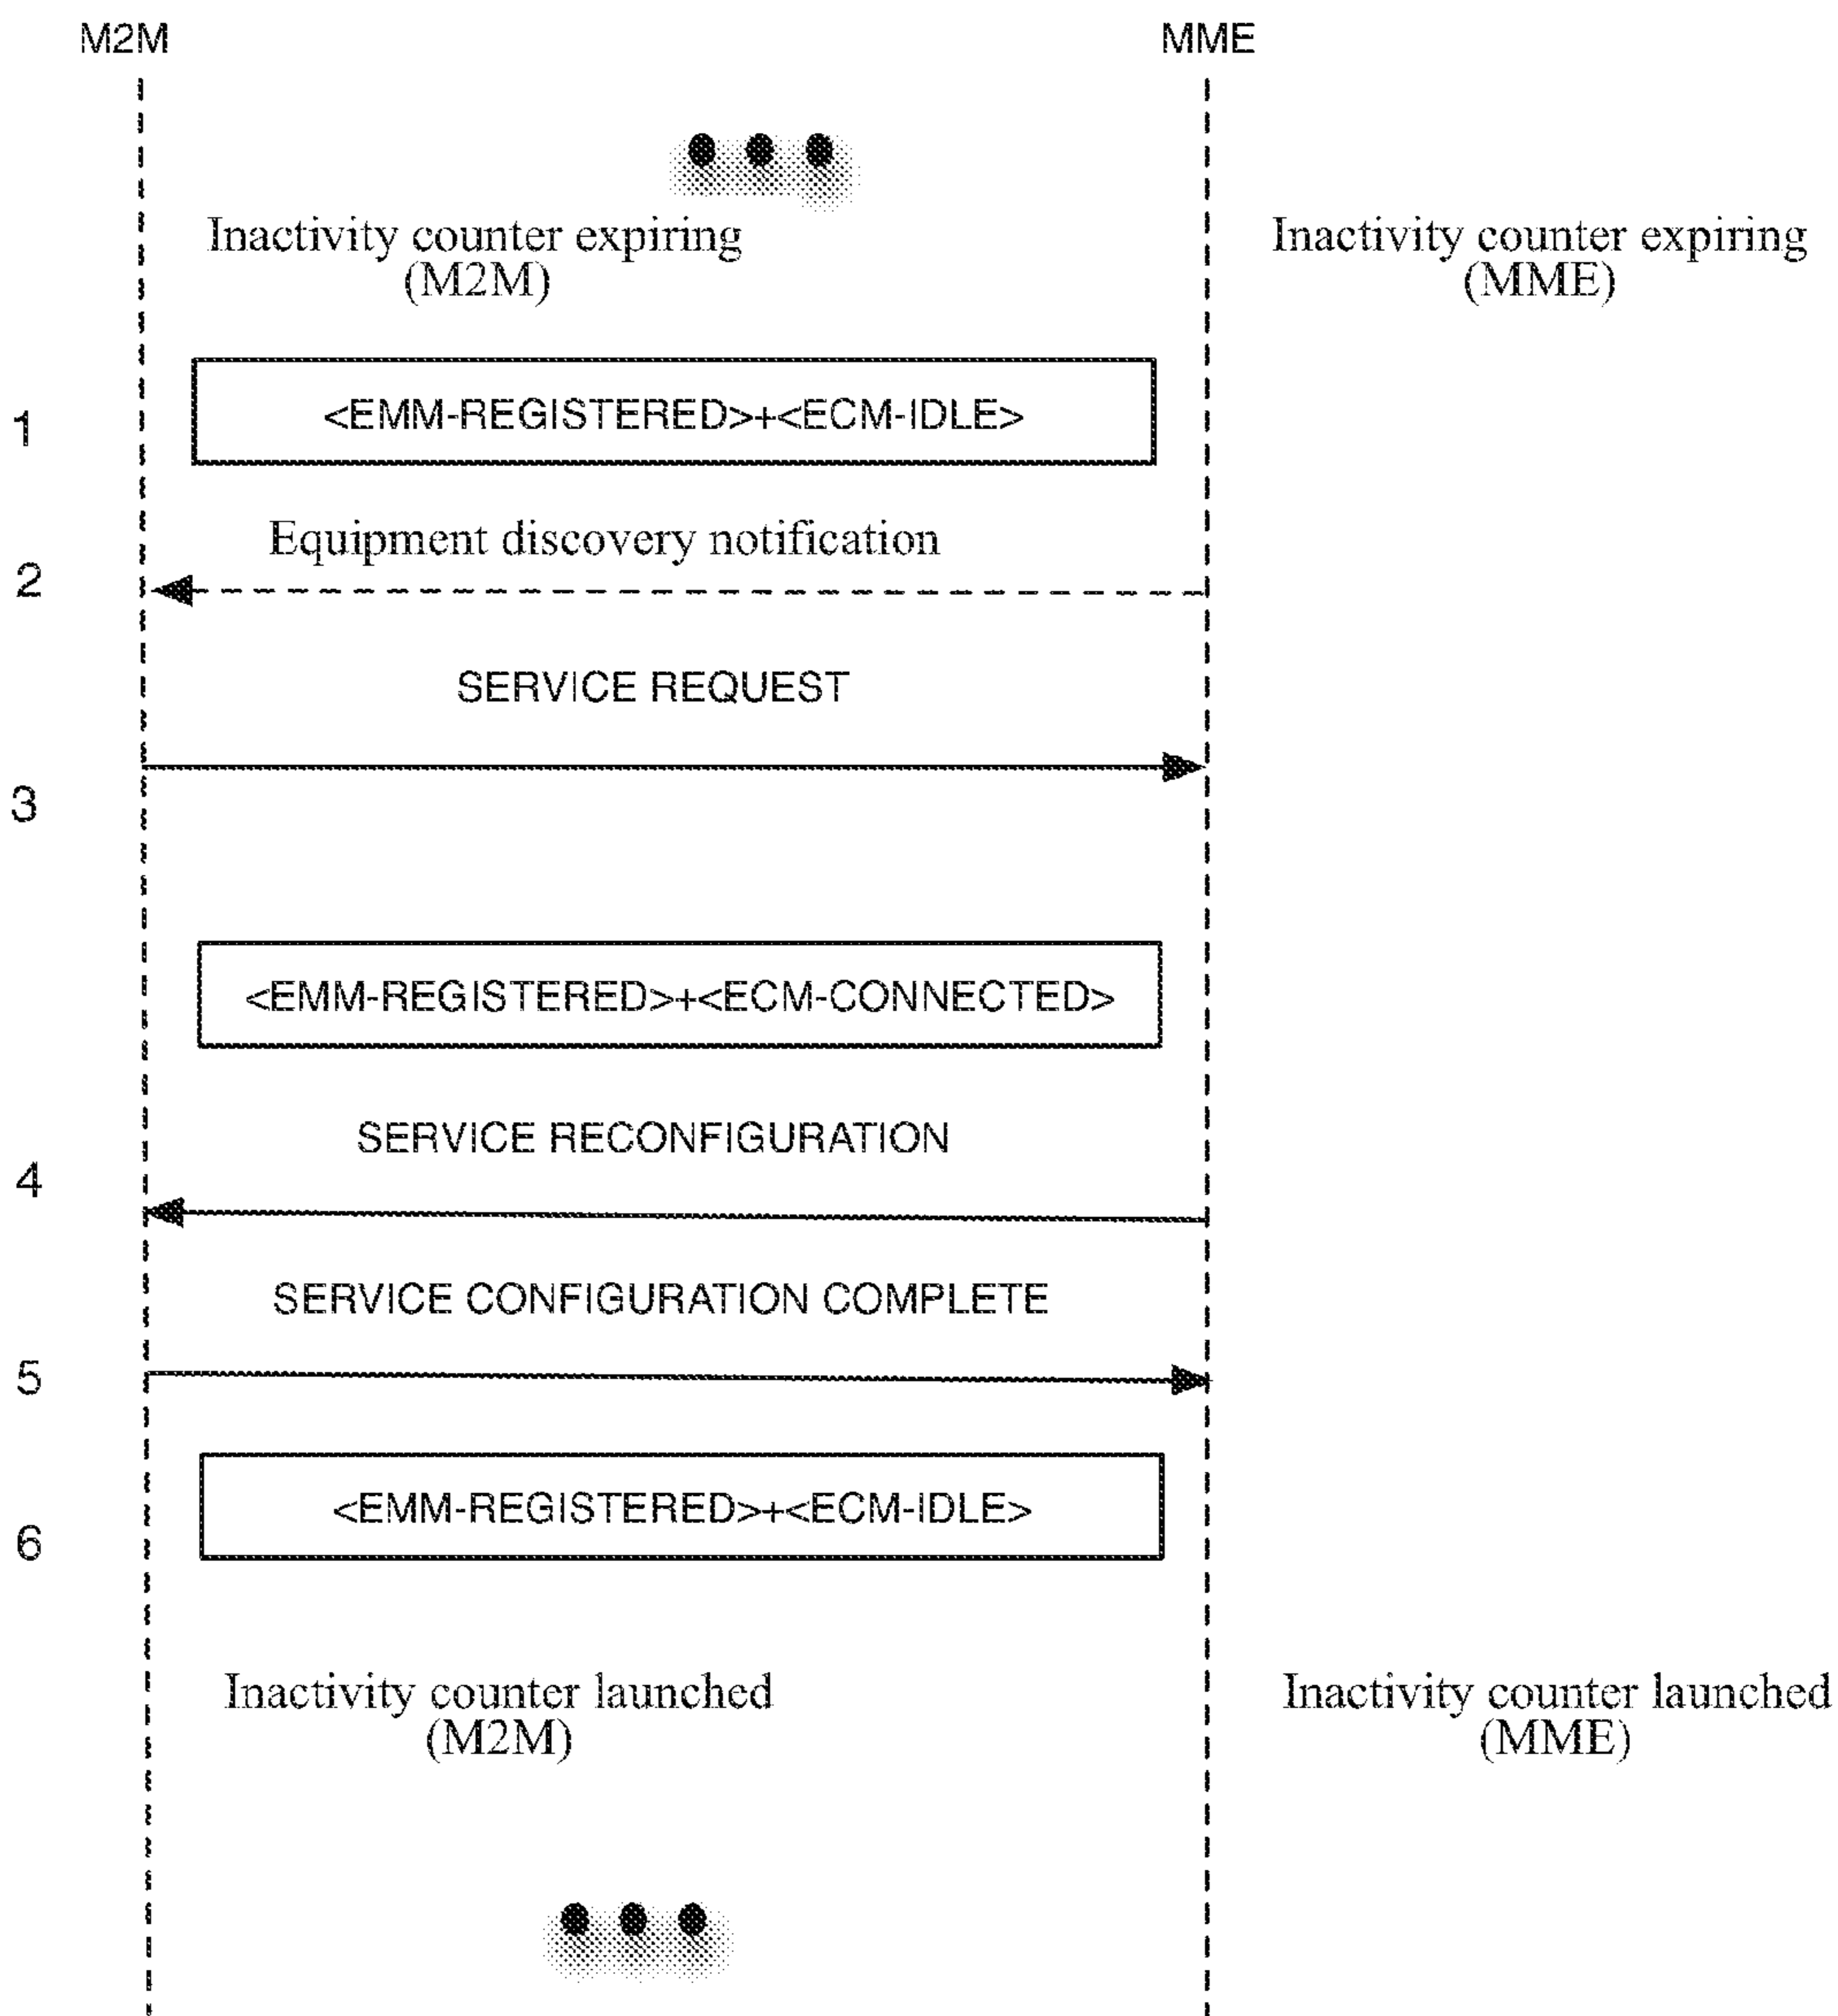 M2M MME
Inactivity counter expiring
(M2M)
Inactivity counter expiring
(MME)
1
<EMM-REGISTERED>+<ECM-IDLE>
Equipment discovery notification
2
SERVICE REQUEST
3
<EMM-REGISTERED>+<ECM-CONNECTED>
SERVICE RECONFIGURATION
4
SERVICE CONFIGURATION COMPLETE
5
<EMM-REGISTERED>+<ECM-IDLE>
6
Inactivity counter launched
(M2M)
Inactivity counter launched
(MME)